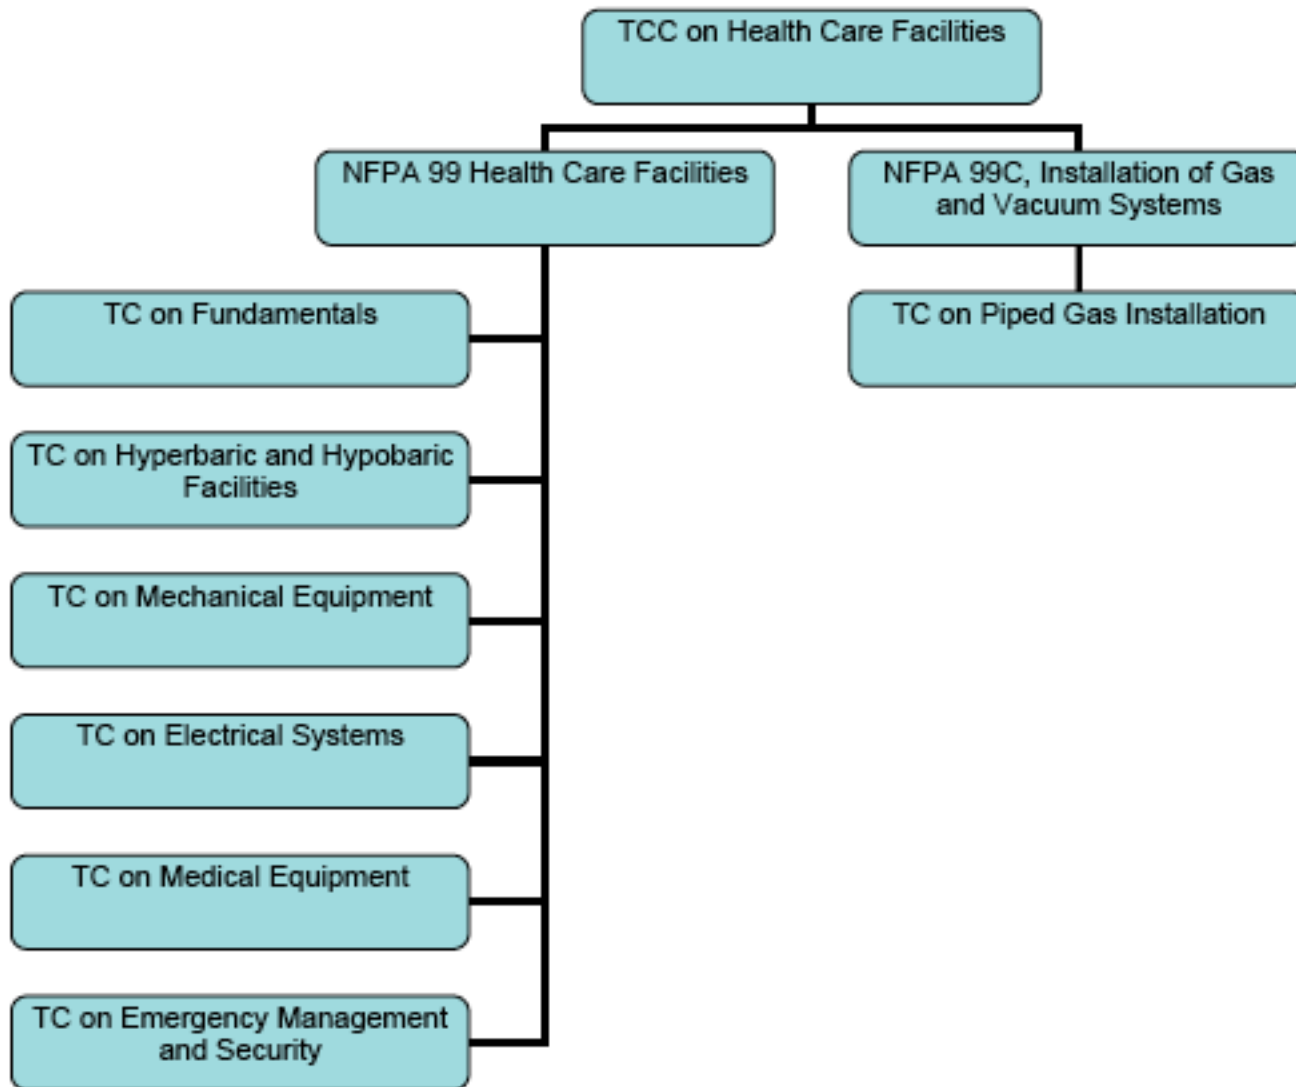 TCC on Health Care Facilities
NFPA 99 Health Care Facilities
NFPA 99C, Installation of Gas
and Vacuum Systems
TC on Fundamentals
TC on Piped Gas Installation
TC on Hyperbaric and Hypobaric
Facilities
TC on Mechanical Equipment
TC on Electrical Systems
TC on Medical Equipment
TC on Emergency Management
and Security